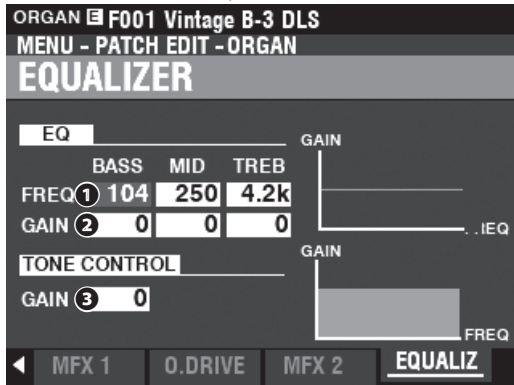 ORGAN E F001 Vintage B-3 DLS
MENU - PATCH EDIT - ORGAN
EQUALIZER
EQ
GAIN
BASS MID TREB
FREQ 1 104 250 4.2k
GAIN 2 0 0 0
IEQ
TONE CONTROL
GAIN
GAIN 3 0
FREQ
MFX 1 O.DRIVE MFX 2 EQUALIZ